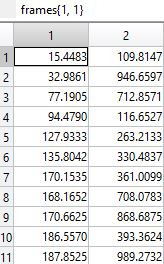 frames{1, 1}
1 2
1 15.4483 109.8147
2 32.9861 946.6597
3 77.1905 712.8571
4 94.4790 116.6527
5 127.9333 263.2133
6 135.8042 330.4837
7 170.1535 361.0099
8 168.1652 708.0783
9 170.6625 868.6875
10 186.5570 393.3624
11 187.8525 989.2732